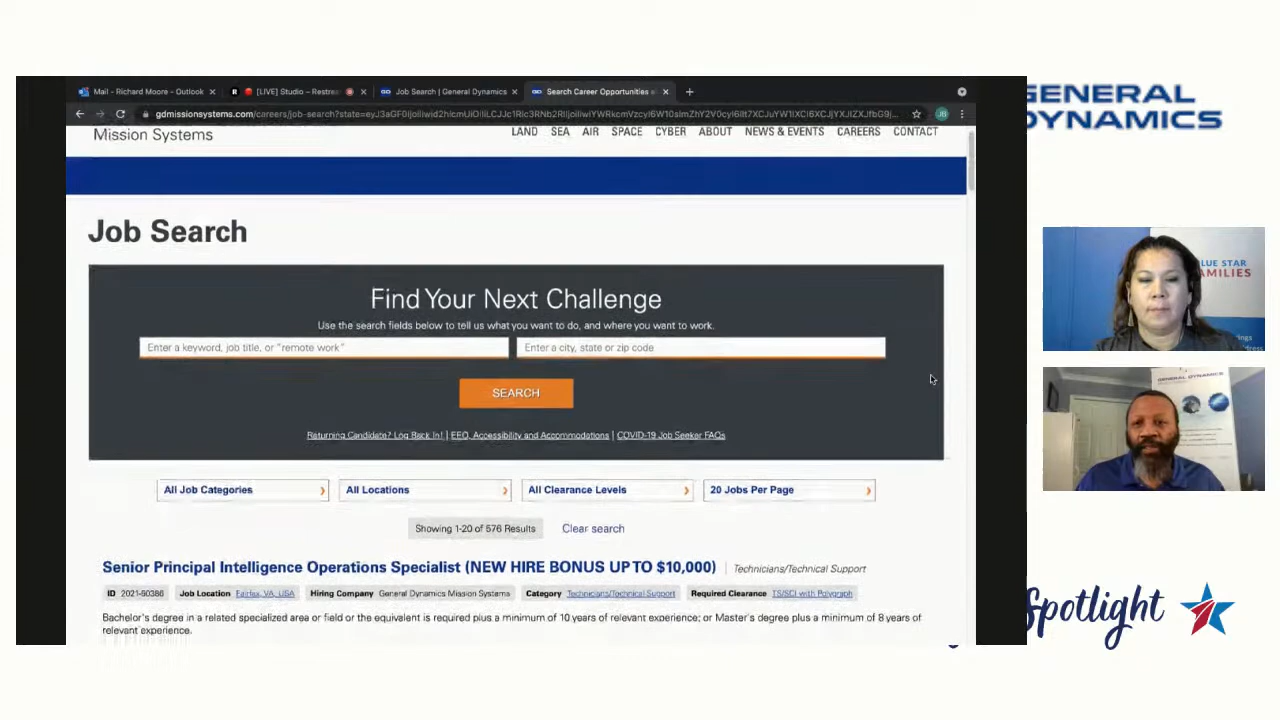 Mail - Richard Moore - Outlook
[LIVE] Studio - Restrea
Job Search | General Dynamics
Search Career Opportunities a
gdmissionsystems.com/careers/job-search?state=
JB
Mission Systems
LAND SEA AIR SPACE CYBER ABOUT NEWS & EVENTS CAREERS CONTACT
Job Search
Find Your Next Challenge
Use the search fields below to tell us what you want to do, and where you want to work.
Enter a keyword, job title, or "remote work"
Enter a city, state or zip code
SEARCH
Returning Candidate? Log Back In! | EEO, Accessibility and Accommodations | COVID-19 Job Seeker FAQs
All Job Categories
All Locations
All Clearance Levels
20 Jobs Per Page
Showing 1-20 of 576 Results
Clear search
Senior Principal Intelligence Operations Specialist (NEW HIRE BONUS UP TO $10,000) | Technicians/Technical Support
ID 2021-60386 Job Location Fairfax, VA, USA Hiring Company General Dynamics Mission Systems Category Technicians/Technical Support Required Clearance TS/SCI with Polygraph
Bachelor's degree in a related specialized area or field or the equivalent is required plus a minimum of 10 years of relevant experience; or Master's degree plus a minimum of 8 years of
relevant experience.
GENERAL
DYNAMICS
LUE STAR
AMILIES
GENERAL DYNAMICS
Spotlight